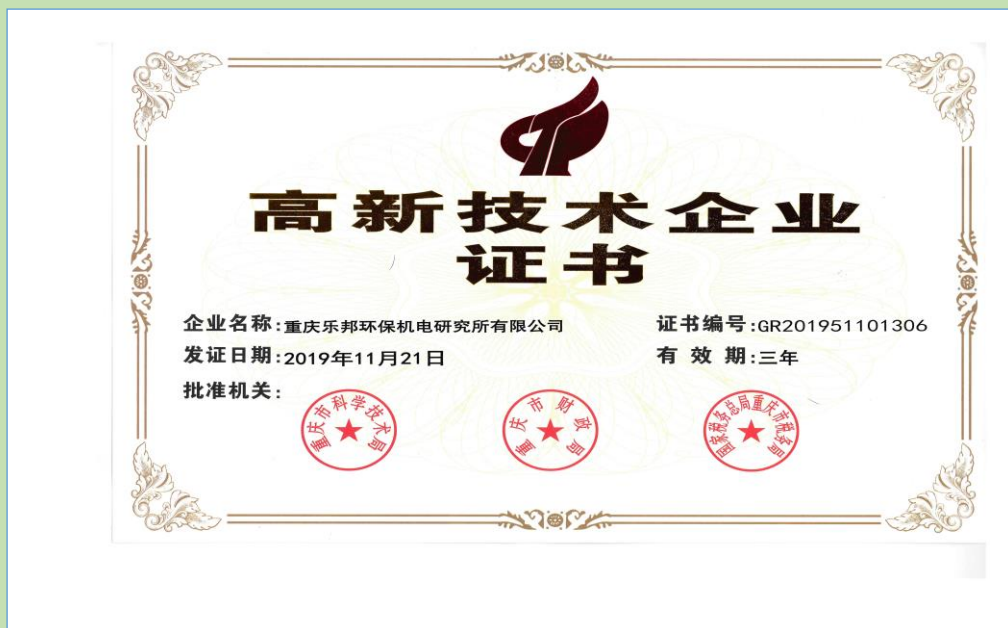 高新技术企业
证书
企业名称:重庆乐邦环保机电研究所有限公司
证书编号:GR201951101306
发证日期:2019年11月21日
有 效 期:三年
批准机关:
重庆市科学技术局
重庆市财政局
国家税务总局重庆市税务局